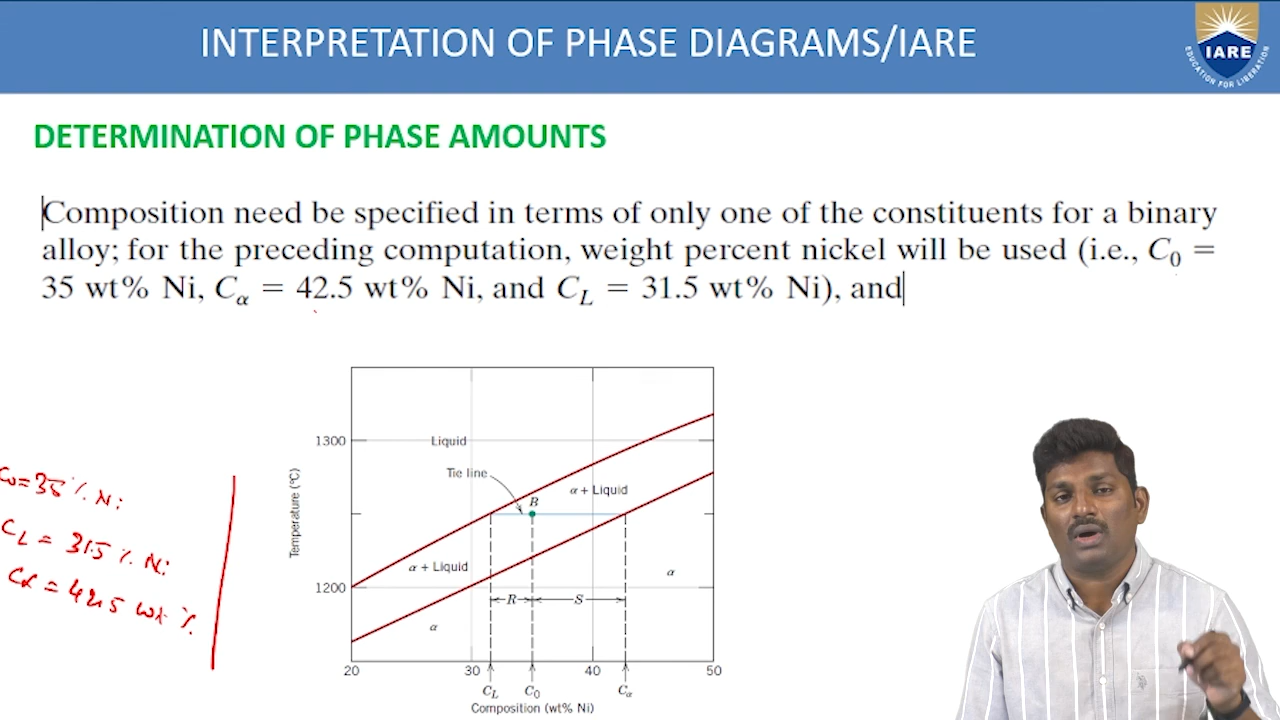 INTERPRETATION OF PHASE DIAGRAMS/IARE
IARE
EDUCATION FOR LIBERATION
DETERMINATION OF PHASE AMOUNTS
Composition need be specified in terms of only one of the constituents for a binary
alloy; for the preceding computation, weight percent nickel will be used (i.e., C₀ =
35 wt% Ni, Cα = 42.5 wt% Ni, and C_L = 31.5 wt% Ni), and
C₀=35 % Ni
C_L = 31.5 % Ni
Cα = 42.5 wt %
Temperature (°C)
1300
1200
Liquid
Tie line
B
α + Liquid
α + Liquid
α
α
R
S
20
30
40
50
C_L
C₀
Cα
Composition (wt% Ni)